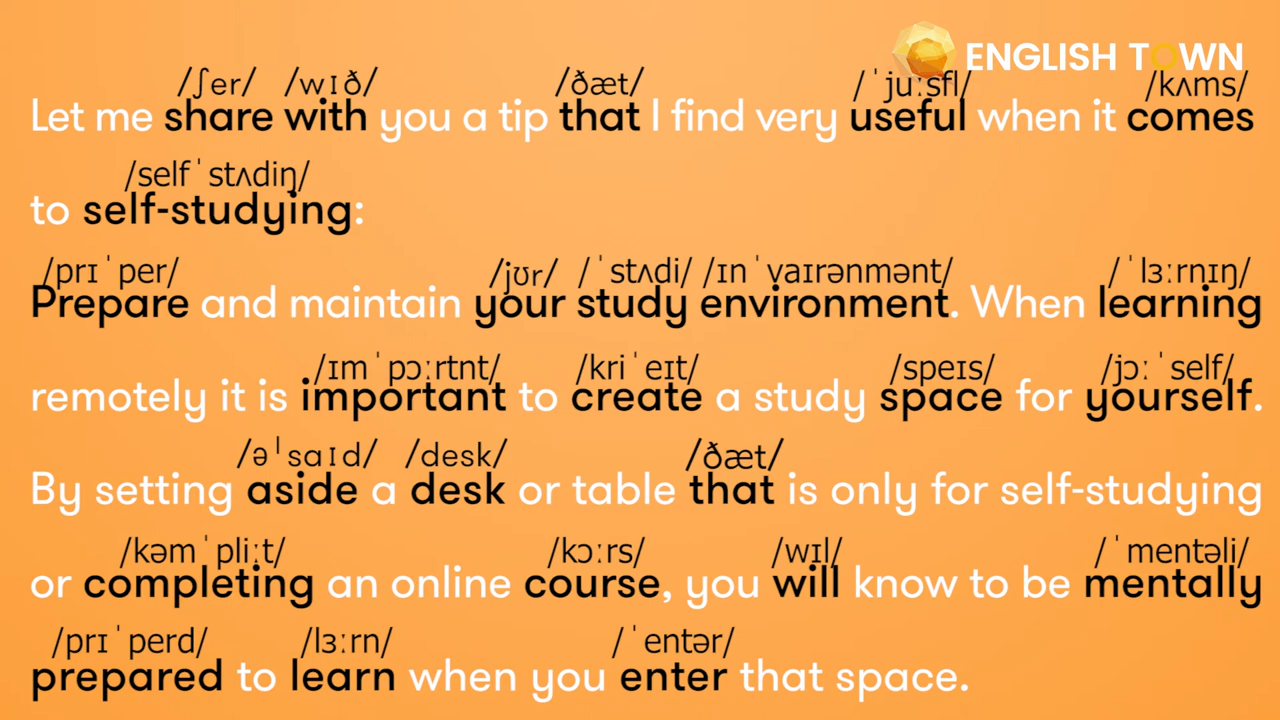 ENGLISH TOWN
/ʃer/ /wɪð/ /ðæt/ /ˈjuːsfl/ /kʌms/
Let me share with you a tip that I find very useful when it comes
/selfˈstʌdiŋ/
to self-studying:
/prɪˈper/ /jʊr/ /ˈstʌdi/ /ɪnˈvaɪrənmənt/ /ˈlɜːrnɪŋ/
Prepare and maintain your study environment. When learning
/ɪmˈpɔːrtnt/ /kriˈeɪt/ /speɪs/ /jɔːˈself/
remotely it is important to create a study space for yourself.
/əˈsaɪd/ /desk/ /ðæt/
By setting aside a desk or table that is only for self-studying
/kəmˈpliːt/ /kɔːrs/ /wɪl/ /ˈmentəli/
or completing an online course, you will know to be mentally
/prɪˈperd/ /lɜːrn/ /ˈentər/
prepared to learn when you enter that space.